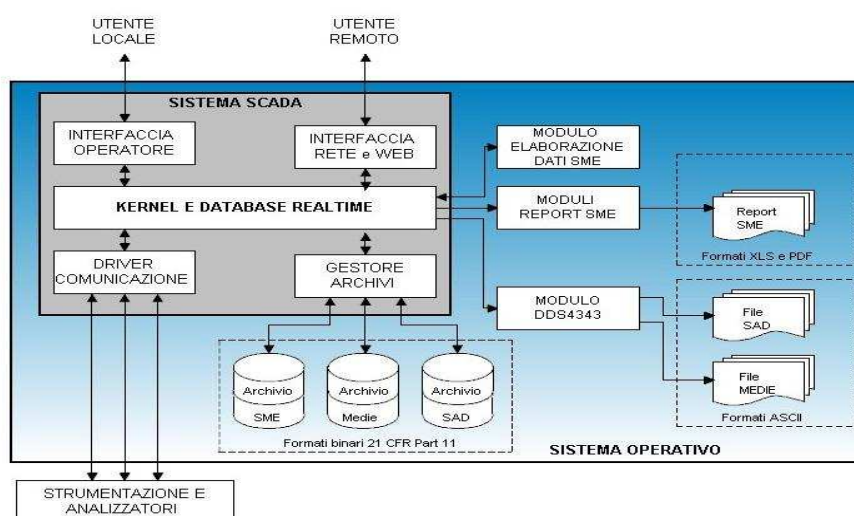 UTENTE
LOCALE
UTENTE
REMOTO
SISTEMA SCADA
INTERFACCIA
OPERATORE
INTERFACCIA
RETE e WEB
KERNEL E DATABASE REALTIME
DRIVER
COMUNICAZIONE
GESTORE
ARCHIVI
MODULO
ELABORAZIONE
DATI SME
MODULI
REPORT SME
Report
SME
Formati XLS e PDF
MODULO
DDS4343
File
SAD
File
MEDIE
Formati ASCII
Archivio
SME
Archivio
Medie
Archivio
SAD
Formati binari 21 CFR Part 11
SISTEMA OPERATIVO
STRUMENTAZIONE E
ANALIZZATORI